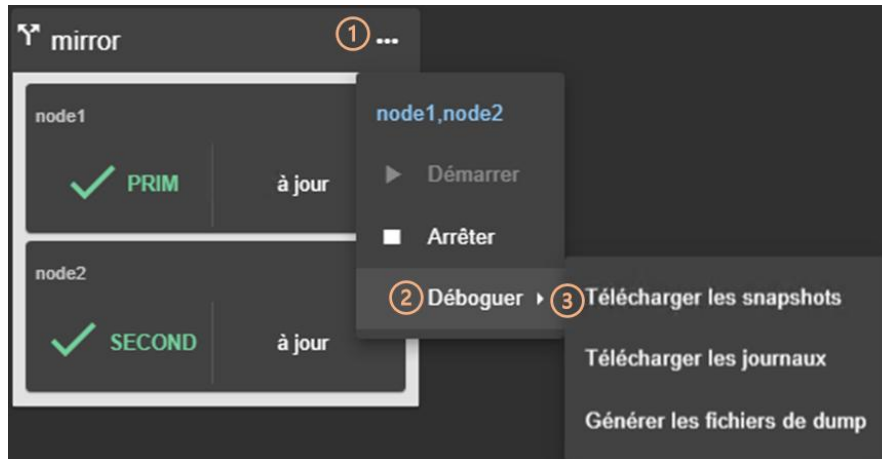 mirror
1
...
node1
PRIM
à jour
node2
SECOND
à jour
node1,node2
Démarrer
Arrêter
2 Déboguer
3 Télécharger les snapshots
Télécharger les journaux
Générer les fichiers de dump